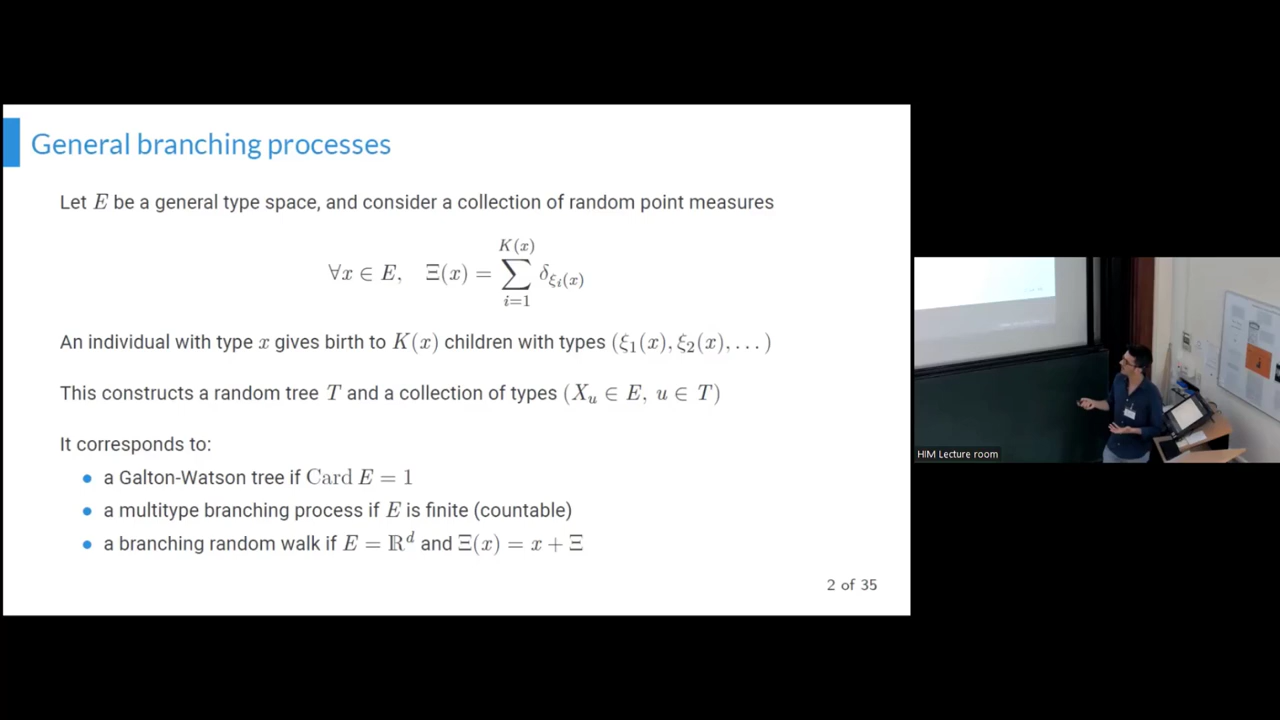 General branching processes
Let E be a general type space, and consider a collection of random point measures
∀x ∈ E, Ξ(x) = ∑_{i=1}^{K(x)} δ_{ξ_i(x)}
An individual with type x gives birth to K(x) children with types (ξ₁(x), ξ₂(x), . . . )
This constructs a random tree T and a collection of types (X_u ∈ E, u ∈ T)
It corresponds to:
• a Galton-Watson tree if Card E = 1
• a multitype branching process if E is finite (countable)
• a branching random walk if E = ℝ^d and Ξ(x) = x + Ξ
2 of 35
HIM Lecture room